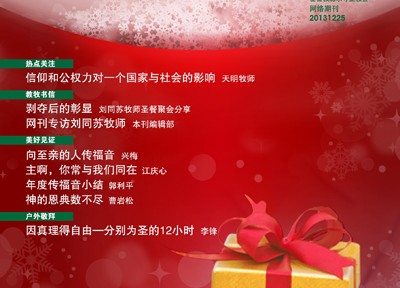 网络期刊
20131225
热点关注
信仰和公权力对一个国家与社会的影响 天明牧师
教牧书信
剥夺后的彰显 刘同苏牧师圣餐聚会分享
网刊专访刘同苏牧师 本刊编辑部
美好见证
向至亲的人传福音 兴梅
主啊，你常与我们同在 江庆心
年度传福音小结 郭利平
神的恩典数不尽 曹岩松
户外敬拜
因真理得自由—分别为圣的12小时 李锋